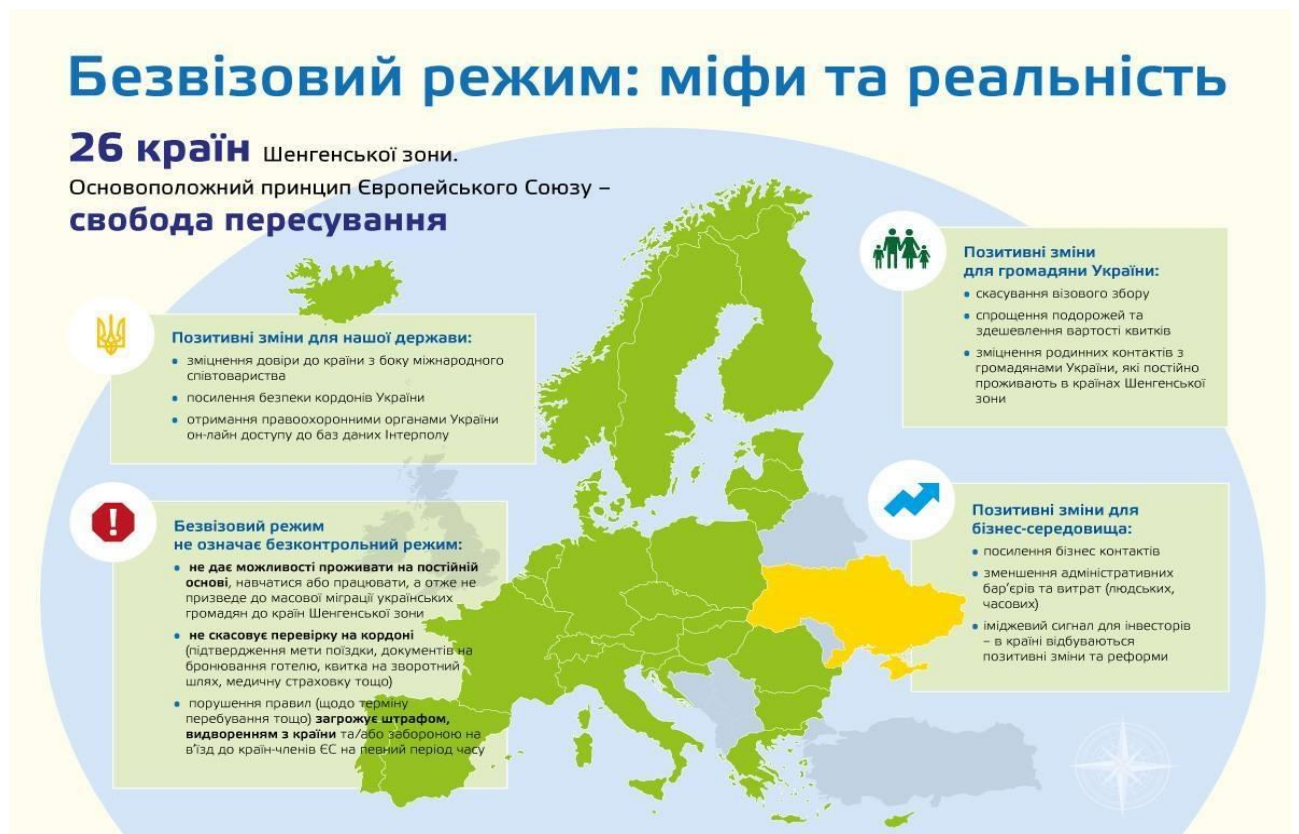 Безвізовий режим: міфи та реальність
26 країн Шенгенської зони.
Основоположний принцип Європейського Союзу –
свобода пересування
Позитивні зміни для нашої держави:
• зміцнення довіри до країни з боку міжнародного
співтовариства
• посилення безпеки кордонів України
• отримання правоохоронними органами України
он-лайн доступу до баз даних Інтерполу
Безвізовий режим
не означає безконтрольний режим:
• не дає можливості проживати на постійній
основі, навчатися або працювати, а отже не
призведе до масової міграції українських
громадян до країн Шенгенської зони
• не скасовує перевірку на кордоні
(підтвердження мети поїздки, документів на
бронювання готелю, квитка на зворотний
шлях, медичну страховку тощо)
• порушення правил (щодо терміну
перебування тощо) загрожує штрафом,
видворенням з країни та/або забороною на
в’їзд до країн-членів ЄС на певний період часу
Позитивні зміни
для громадяни України:
• скасування візового збору
• спрощення подорожей та
здешевлення вартості квитків
• зміцнення родинних контактів з
громадянами України, які постійно
проживають в країнах Шенгенської
зони
Позитивні зміни для
бізнес-середовища:
• посилення бізнес контактів
• зменшення адміністративних
бар’єрів та витрат (людських,
часових)
• іміджевий сигнал для інвесторів
– в країні відбуваються
позитивні зміни та реформи